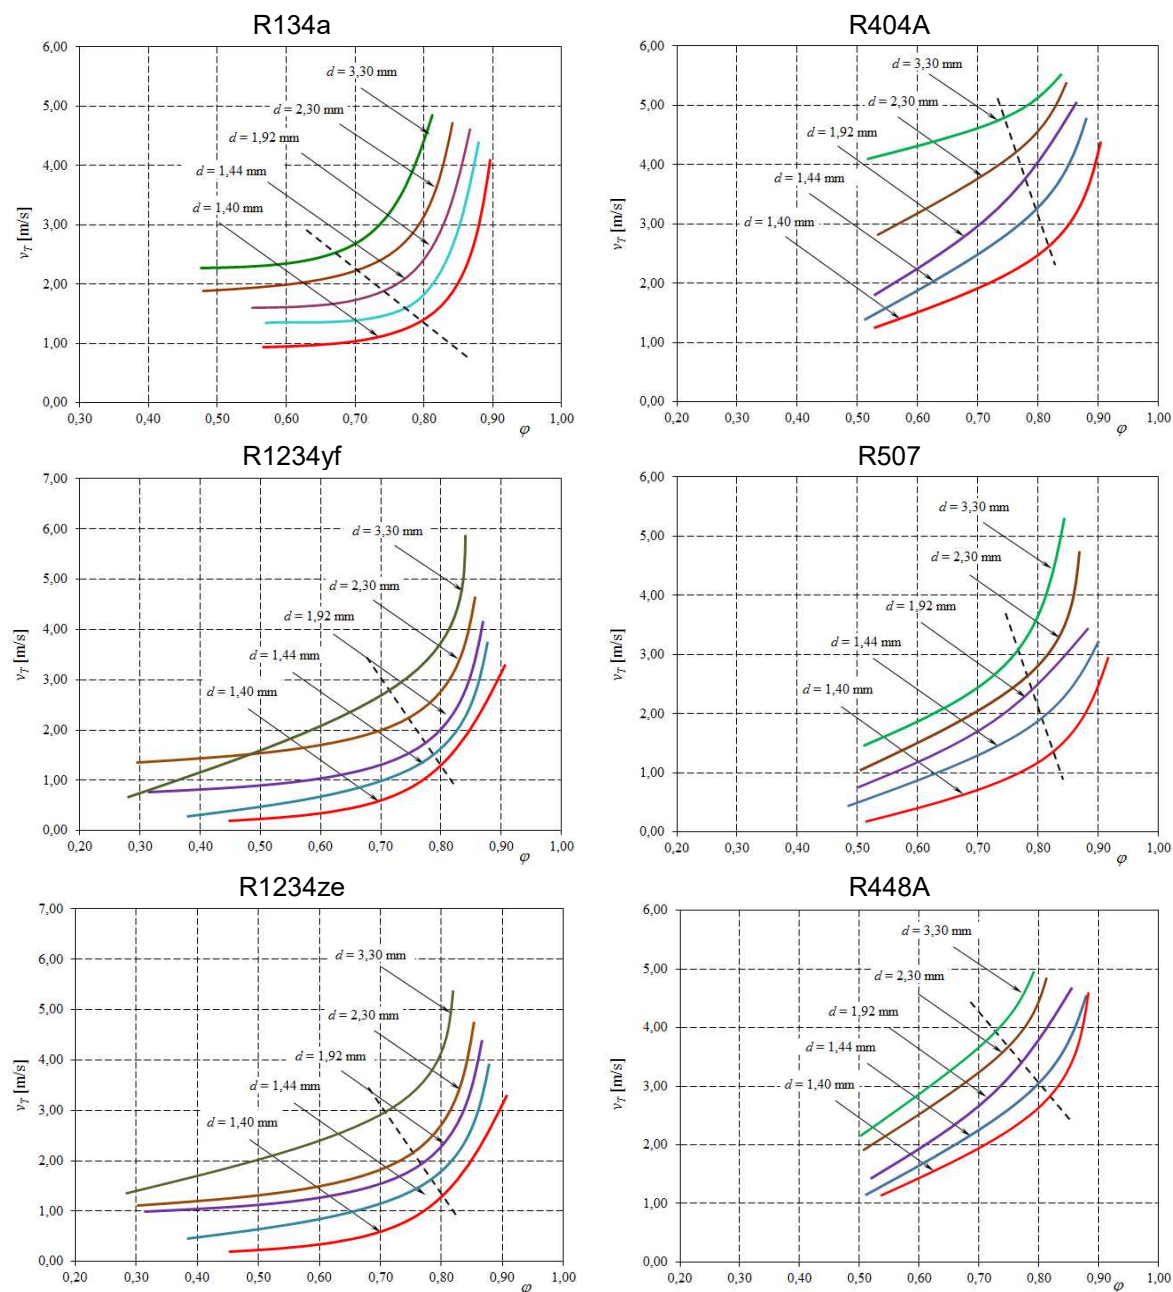 R134a
6,00
5,00
4,00
3,00
2,00
1,00
0,00
v_T [m/s]
d = 3,30 mm
d = 2,30 mm
d = 1,92 mm
d = 1,44 mm
d = 1,40 mm
0,30 0,40 0,50 0,60 0,70 0,80 0,90 1,00
φ
R404A
6,00
5,00
4,00
3,00
2,00
1,00
0,00
v_T [m/s]
d = 3,30 mm
d = 2,30 mm
d = 1,92 mm
d = 1,44 mm
d = 1,40 mm
0,20 0,30 0,40 0,50 0,60 0,70 0,80 0,90 1,00
φ
R1234yf
7,00
6,00
5,00
4,00
3,00
2,00
1,00
0,00
v_T [m/s]
d = 3,30 mm
d = 2,30 mm
d = 1,92 mm
d = 1,44 mm
d = 1,40 mm
0,20 0,30 0,40 0,50 0,60 0,70 0,80 0,90 1,00
φ
R507
6,00
5,00
4,00
3,00
2,00
1,00
0,00
v_T [m/s]
d = 3,30 mm
d = 2,30 mm
d = 1,92 mm
d = 1,44 mm
d = 1,40 mm
0,20 0,30 0,40 0,50 0,60 0,70 0,80 0,90 1,00
φ
R1234ze
7,00
6,00
5,00
4,00
3,00
2,00
1,00
0,00
v_T [m/s]
d = 3,30 mm
d = 2,30 mm
d = 1,92 mm
d = 1,44 mm
d = 1,40 mm
0,20 0,30 0,40 0,50 0,60 0,70 0,80 0,90 1,00
φ
R448A
6,00
5,00
4,00
3,00
2,00
1,00
0,00
v_T [m/s]
d = 3,30 mm
d = 2,30 mm
d = 1,92 mm
d = 1,44 mm
d = 1,40 mm
0,20 0,30 0,40 0,50 0,60 0,70 0,80 0,90 1,00
φ